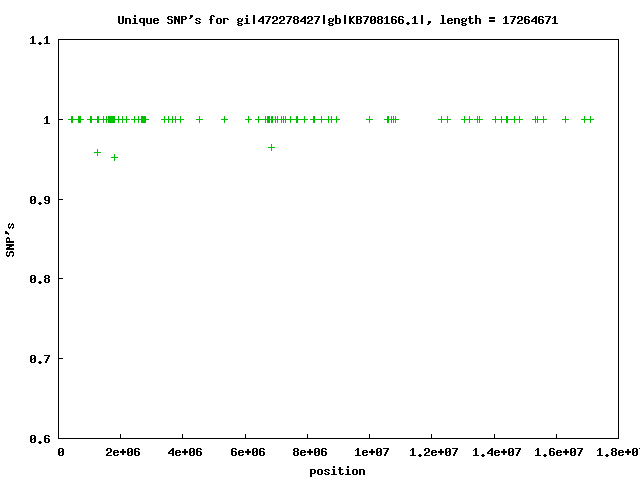 Unique SNP's for gi|472278427|gb|KB708166.1|, length = 17264671
1.1
1
0.9
0.8
0.7
0.6
SNP's
0 2e+06 4e+06 6e+06 8e+06 1e+07 1.2e+07 1.4e+07 1.6e+07 1.8e+0
position